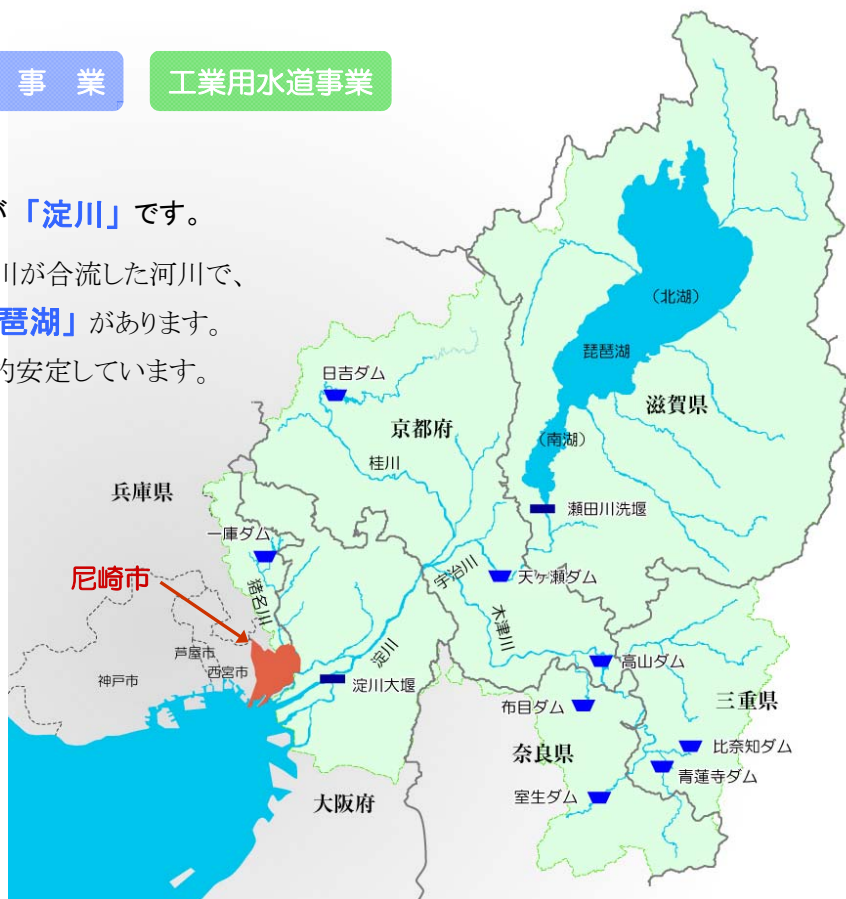 事 業
工業用水道事業
が「淀川」です。
川が合流した河川で、
琶湖」があります。
的安定しています。
(北湖)
琵琶湖
日吉ダム
滋賀県
京都府
(南湖)
桂川
兵庫県
瀬田川洗堰
一庫ダム
尼崎市
宇治川
天ヶ瀬ダム
猪名川
木津川
淀川
芦屋市
西宮市
高山ダム
神戸市
淀川大堰
三重県
布目ダム
比奈知ダム
奈良県
青蓮寺ダム
室生ダム
大阪府